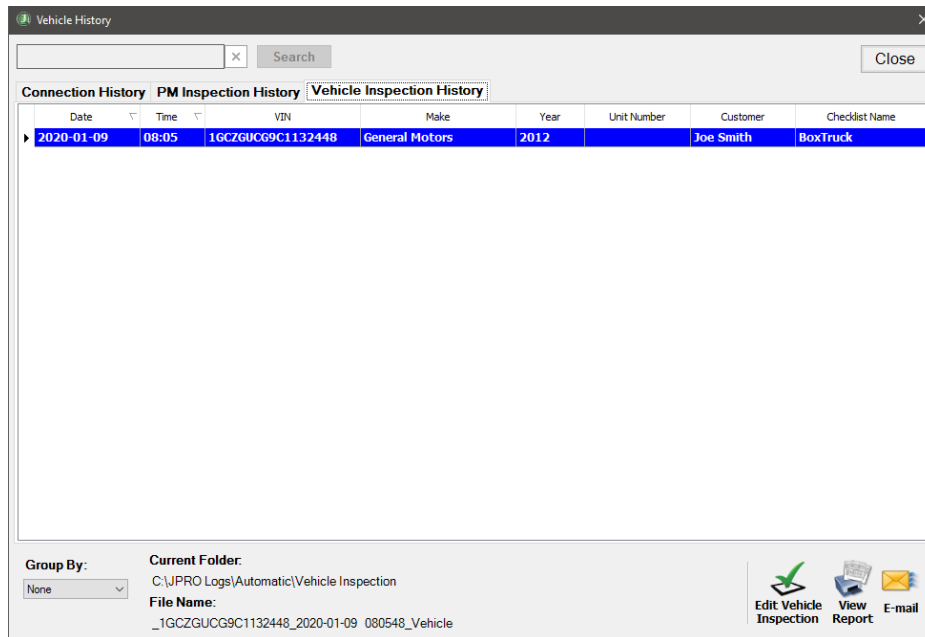 Vehicle History
Search
Close
Connection History PM Inspection History Vehicle Inspection History
Date Time VIN Make Year Unit Number Customer Checklist Name
2020-01-09 08:05 1GCZGUCG9C1132448 General Motors 2012 Joe Smith BoxTruck
Group By:
None
Current Folder:
C:\JPRO Logs\Automatic\Vehicle Inspection
File Name:
_1GCZGUCG9C1132448_2020-01-09 080548_Vehicle
Edit Vehicle
Inspection
View
Report
E-mail